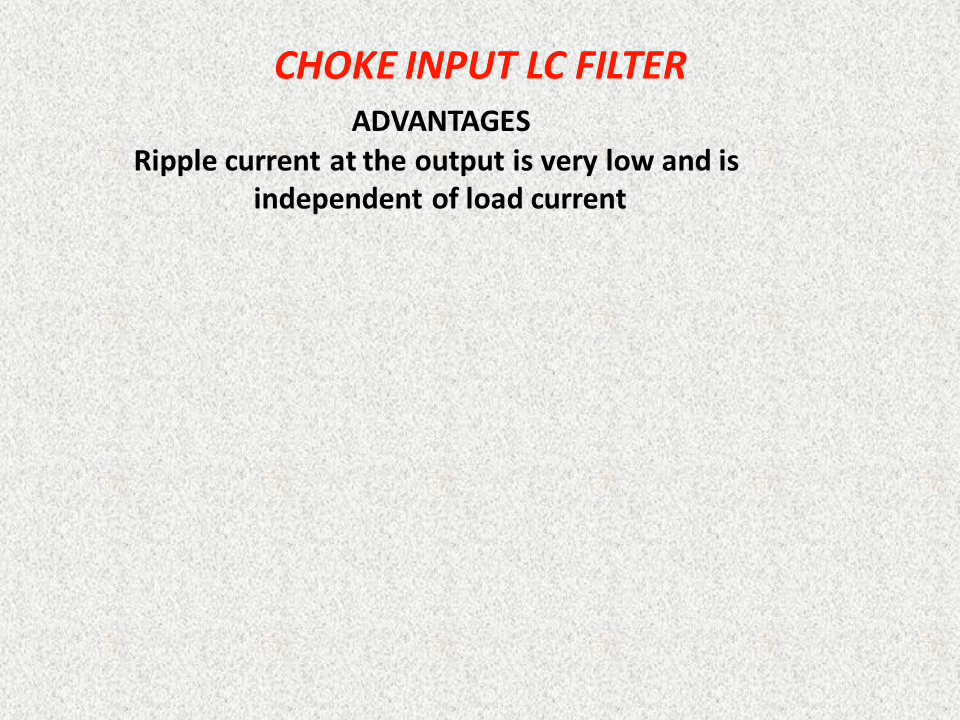 CHOKE INPUT LC FILTER
ADVANTAGES
Ripple current at the output is very low and is
independent of load current